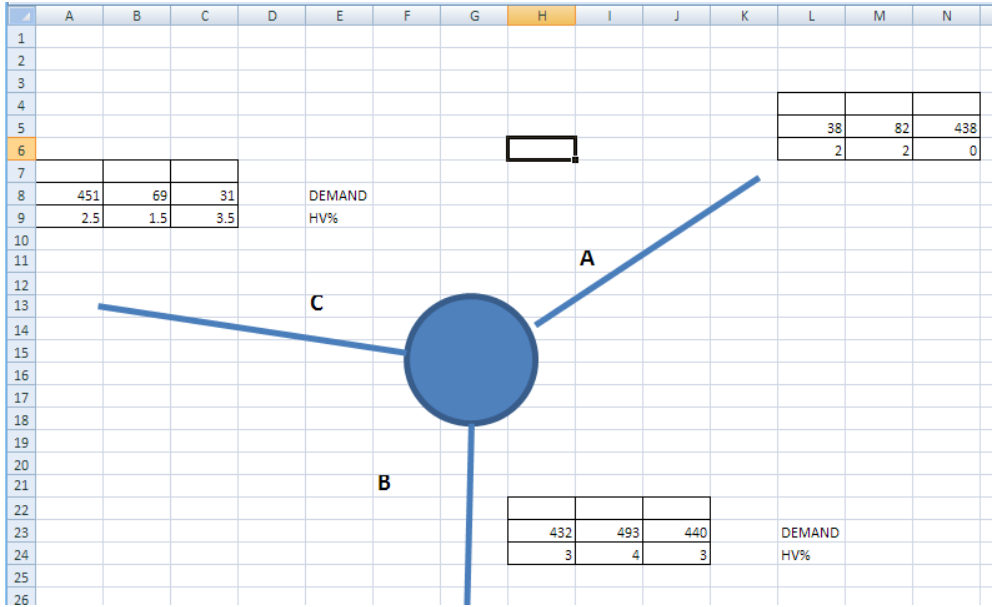 A B C D E F G H I J K L M N
1
2
3
4
5 38 82 438
6 2 2 0
7
8 451 69 31 DEMAND
9 2.5 1.5 3.5 HV%
10
11 A
12
13 C
14
15
16
17
18
19
20
21 B
22
23 432 493 440 DEMAND
24 3 4 3 HV%
25
26